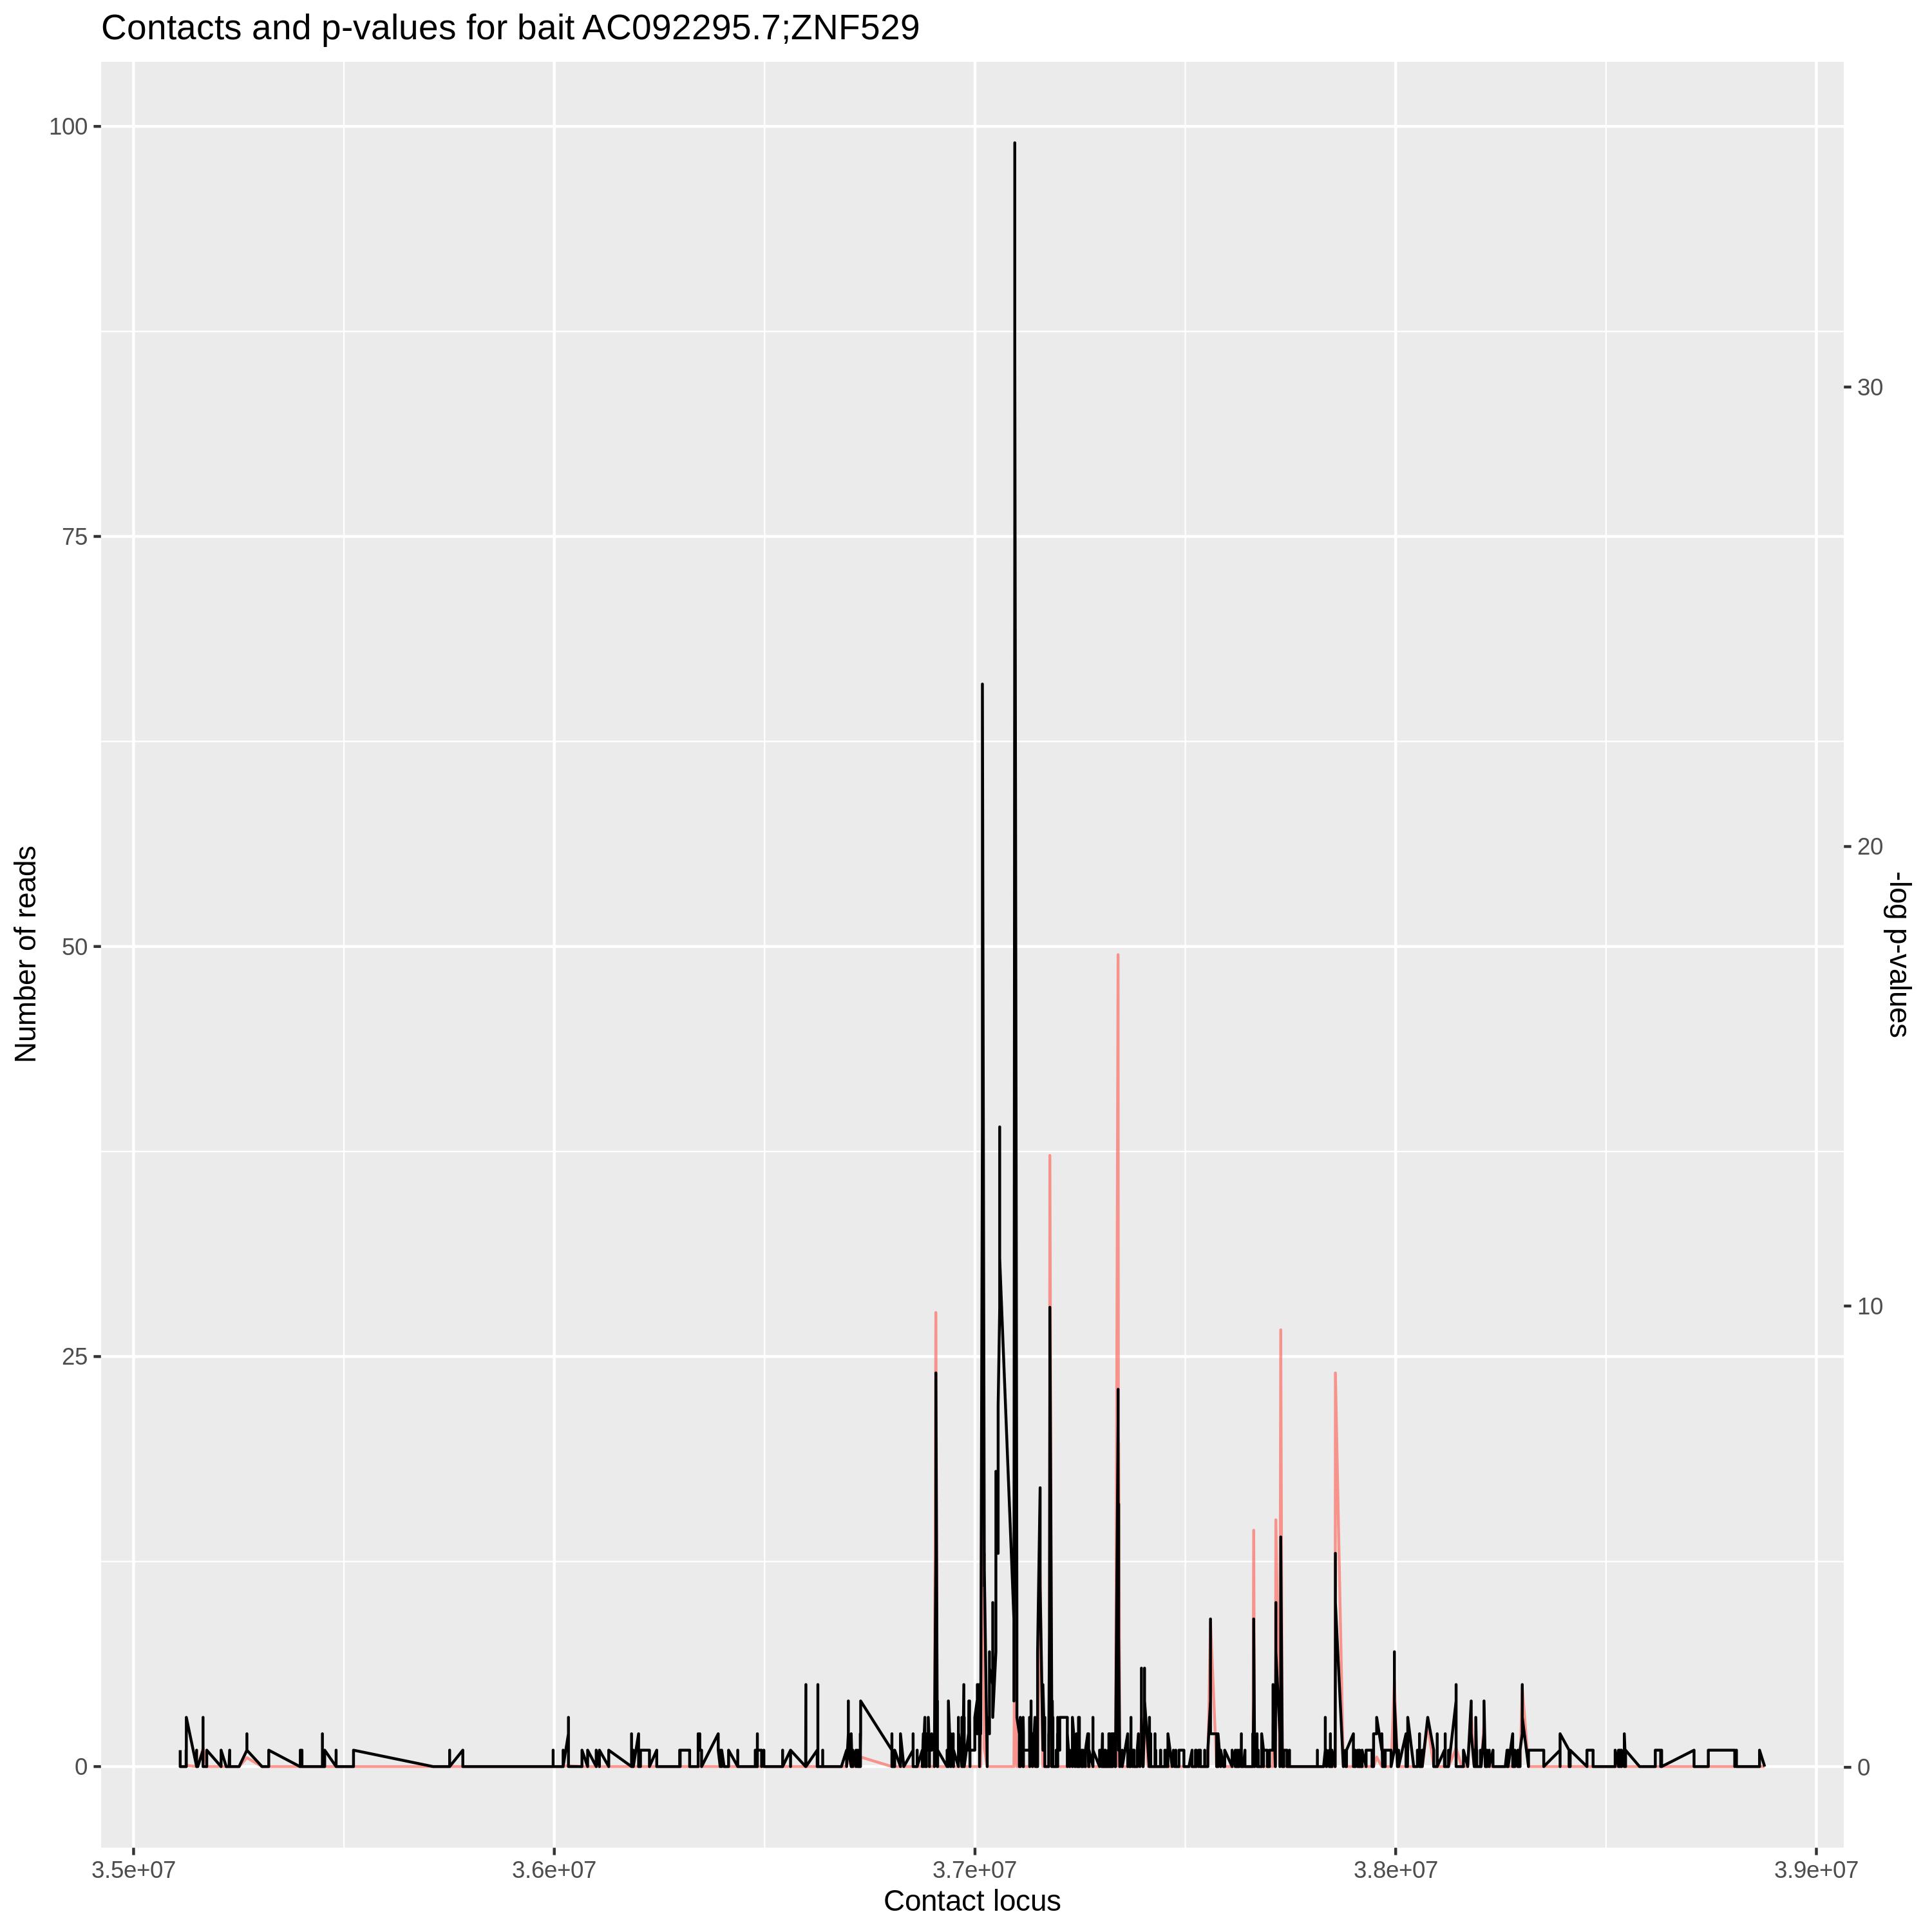 Contacts and p-values for bait AC092295.7;ZNF529
100
75
50
25
0
Number of reads
30
20
10
0
-log p-values
3.5e+07 3.6e+07 3.7e+07 3.8e+07 3.9e+07
Contact locus